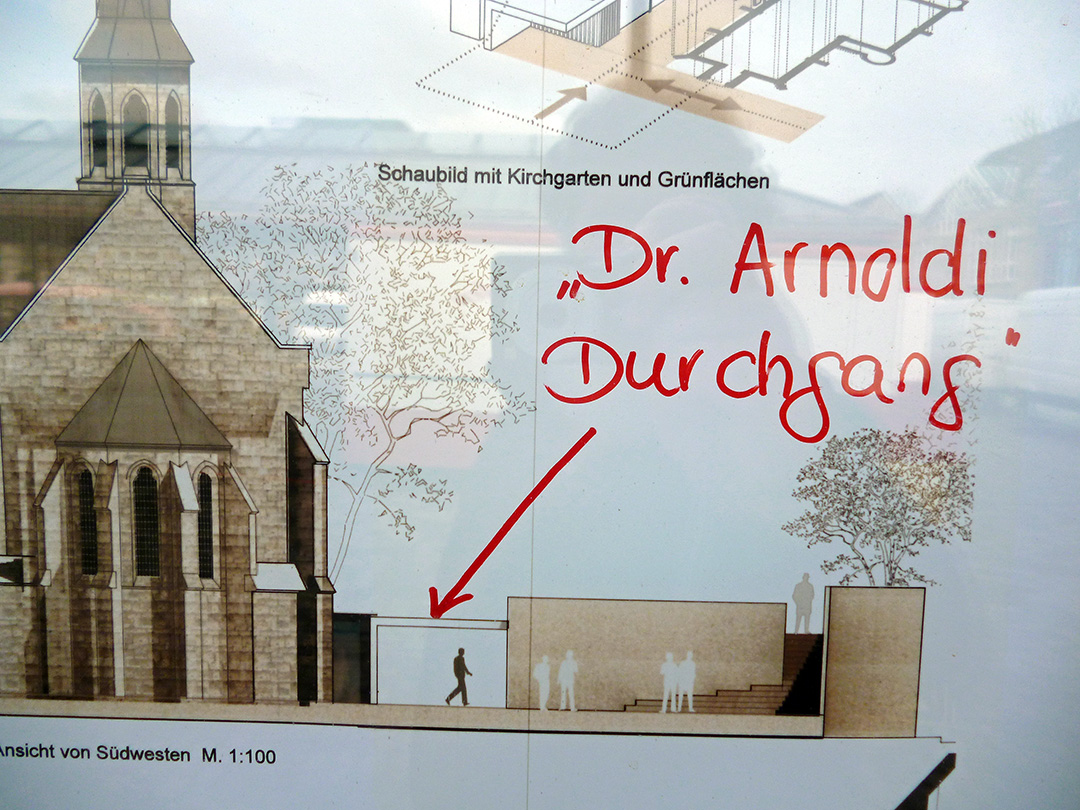 Schaubild mit Kirchgarten und Grünflächen
„Dr. Arnoldi
Durchgang"
Ansicht von Südwesten M. 1:100